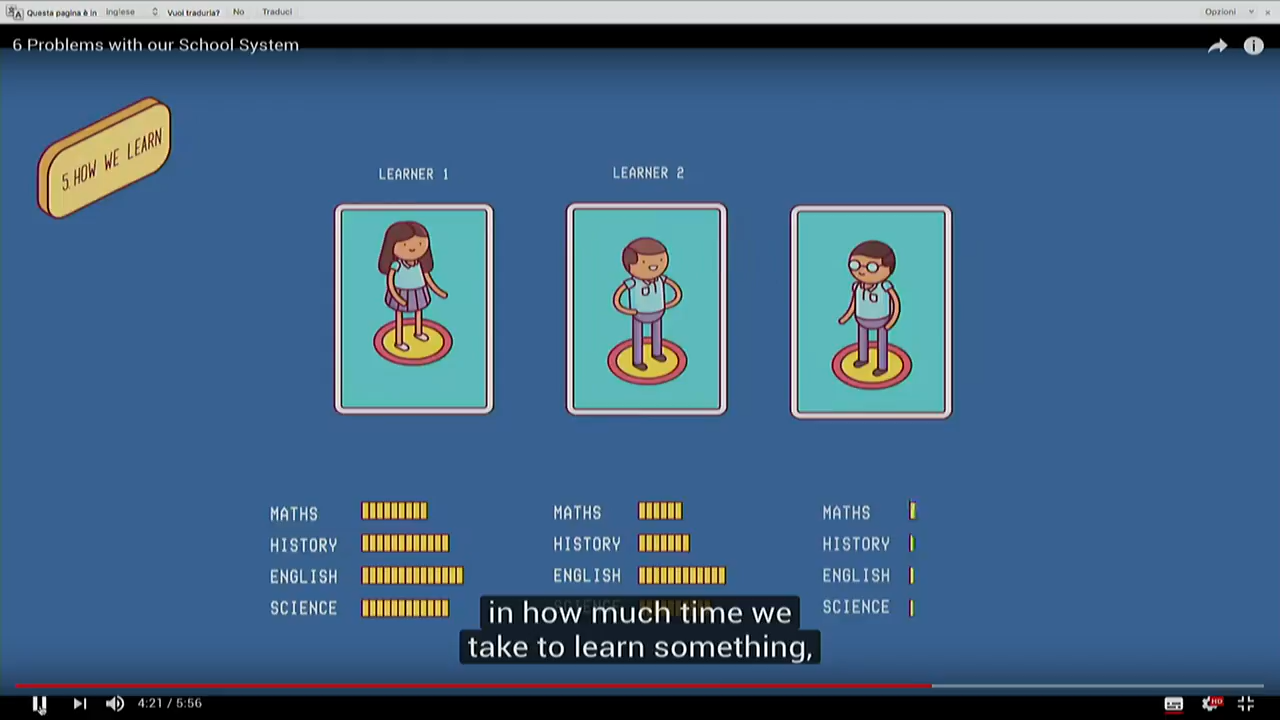 Questa pagina è in inglese Vuoi tradurla? No Traduci Opzioni
6 Problems with our School System
5. HOW WE LEARN
LEARNER 1
LEARNER 2
MATHS
HISTORY
ENGLISH
SCIENCE
MATHS
HISTORY
ENGLISH
SCIENCE
MATHS
HISTORY
ENGLISH
SCIENCE
in how much time we
take to learn something,
4:21 / 5:56
HD